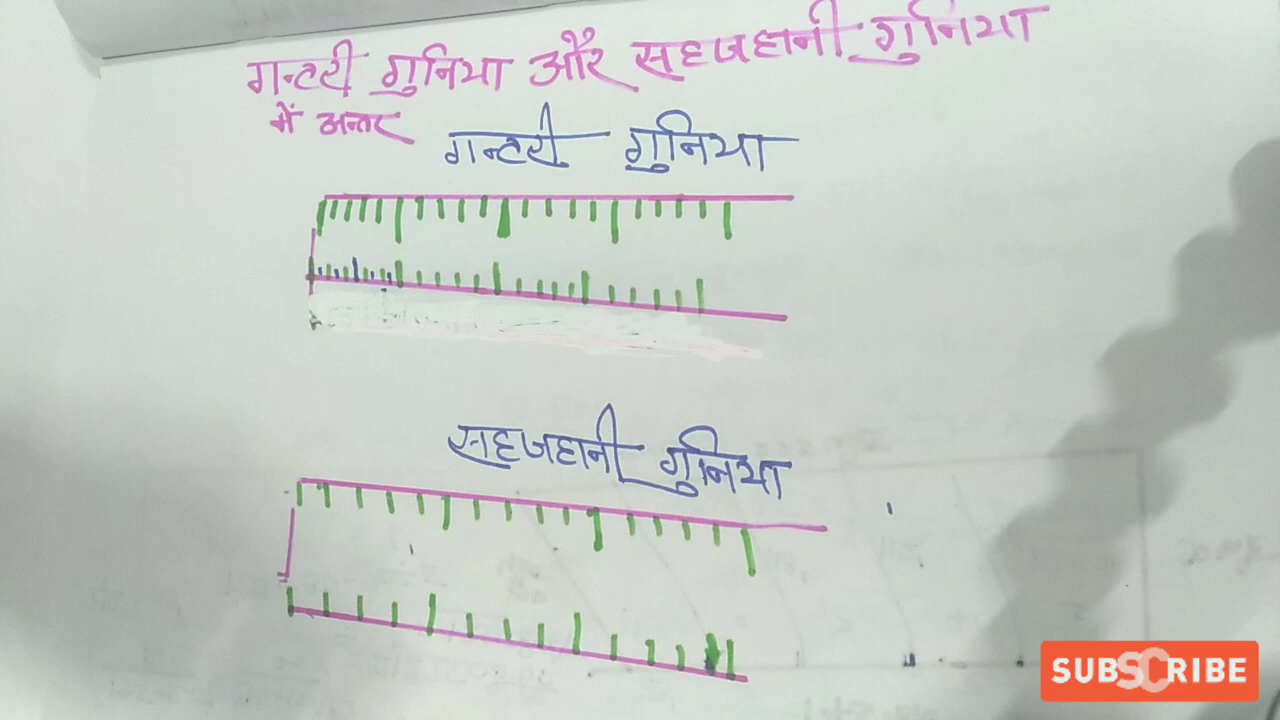 गन्टरी गुनिया और सहजहानी गुनिया
में अन्तर
गन्टरी गुनिया
सहजहानी गुनिया
SUBSCRIBE